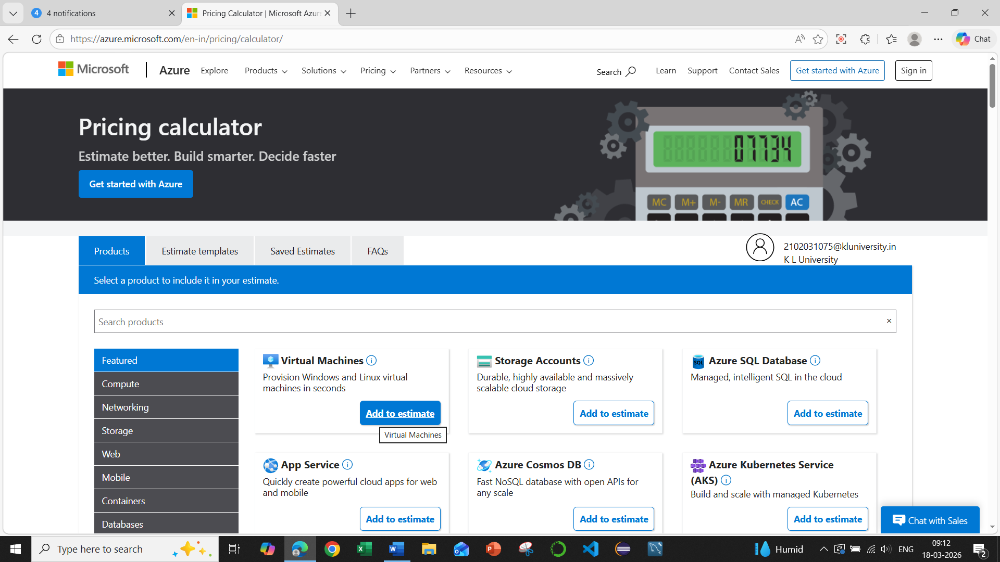 4
4 notifications
Pricing Calculator | Microsoft Azur
https://azure.microsoft.com/en-in/pricing/calculator/
Chat
Microsoft
Azure
Explore
Products
Solutions
Pricing
Partners
Resources
Search
Learn
Support
Contact Sales
Get started with Azure
Sign in
Pricing calculator
Estimate better. Build smarter. Decide faster
Get started with Azure
07734
MC
M+
M-
MR
CHECK
AC
Products
Estimate templates
Saved Estimates
FAQs
2102031075@kluniversity.in
K L University
Select a product to include it in your estimate.
Search products
Featured
Compute
Networking
Storage
Web
Mobile
Containers
Databases
Virtual Machines
Provision Windows and Linux virtual
machines in seconds
Add to estimate
Virtual Machines
Storage Accounts
Durable, highly available and massively
scalable cloud storage
Add to estimate
SQL
Azure SQL Database
Managed, intelligent SQL in the cloud
Add to estimate
App Service
Quickly create powerful cloud apps for web
and mobile
Add to estimate
Azure Cosmos DB
Fast NoSQL database with open APIs for
any scale
Add to estimate
Azure Kubernetes Service
(AKS)
Build and scale with managed Kubernetes
Add to estimate
Chat with Sales
Type here to search
Humid
ENG
09:12
18-03-2026
2